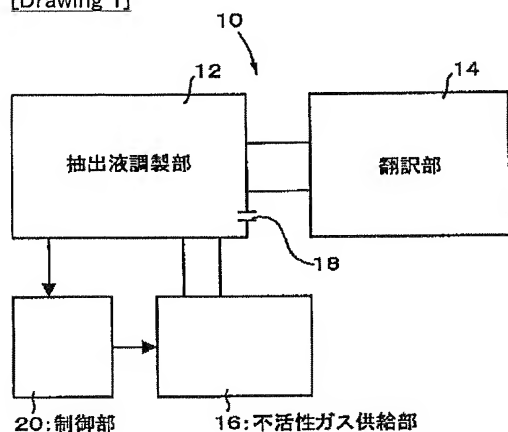 [Drawing 1]
10
12
14
抽出液調製部
翻訳部
18
20:制御部
16:不活性ガス供給部